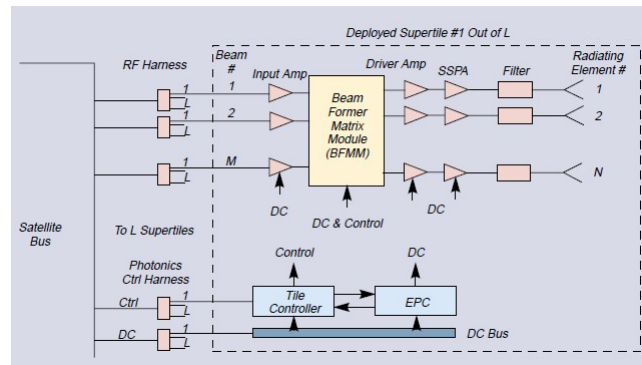 Deployed Supertile #1 Out of L
RF Harness
Beam
#
Input Amp
Driver Amp
SSPA
Filter
Radiating
Element #
1
L
1
1
1
L
2
2
1
L
M
N
Beam
Former
Matrix
Module
(BFMM)
DC
DC & Control
DC
Satellite
Bus
To L Supertiles
Photonics
Ctrl Harness
Control
DC
Ctrl
1
L
Tile
Controller
EPC
DC
1
L
DC Bus